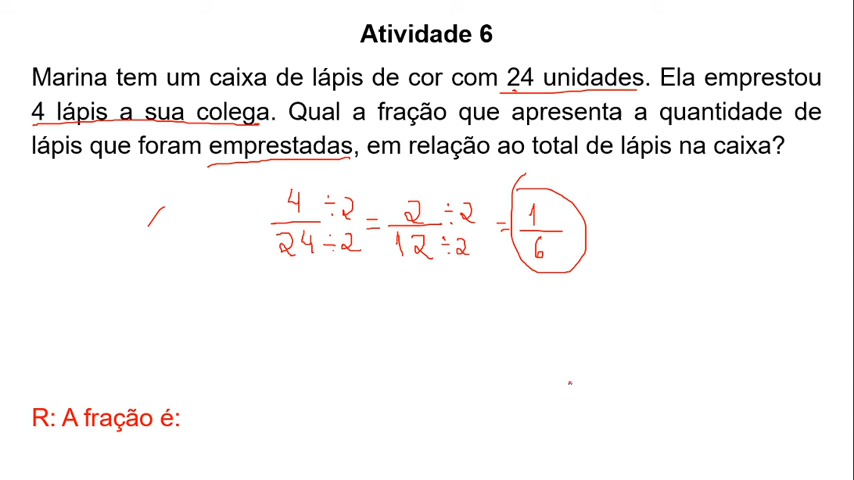 Atividade 6
Marina tem um caixa de lápis de cor com 24 unidades. Ela emprestou
4 lápis a sua colega. Qual a fração que apresenta a quantidade de
lápis que foram emprestadas, em relação ao total de lápis na caixa?
4 ÷2 2 ÷2 1
= =
24 ÷2 12 ÷2 6
R: A fração é: